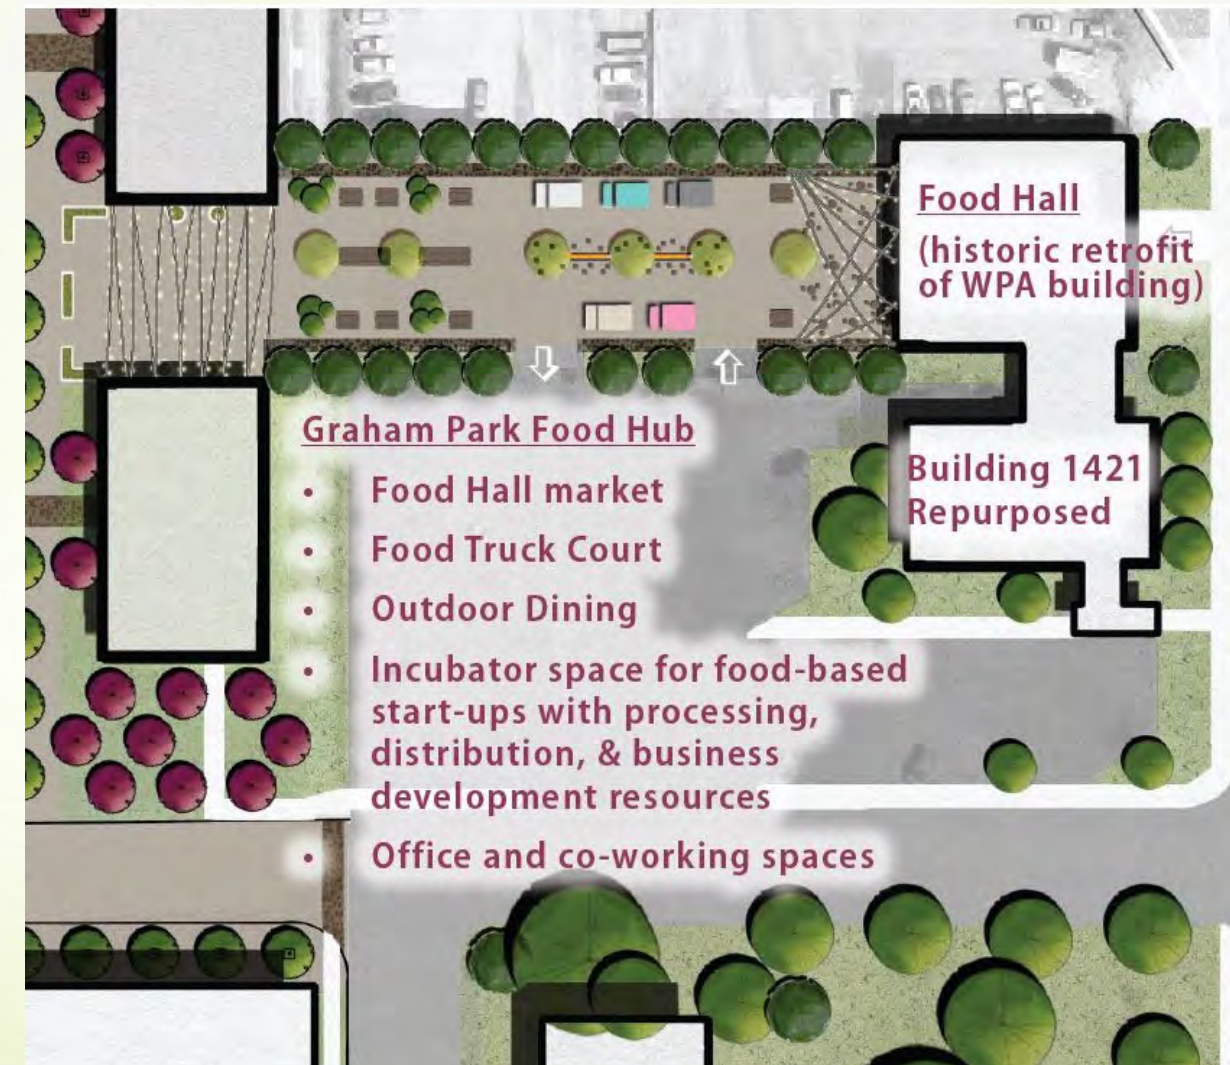 Food Hall
(historic retrofit
of WPA building)
Graham Park Food Hub
• Food Hall market
Building 1421
Repurposed
• Food Truck Court
• Outdoor Dining
• Incubator space for food-based
start-ups with processing,
distribution, & business
development resources
• Office and co-working spaces